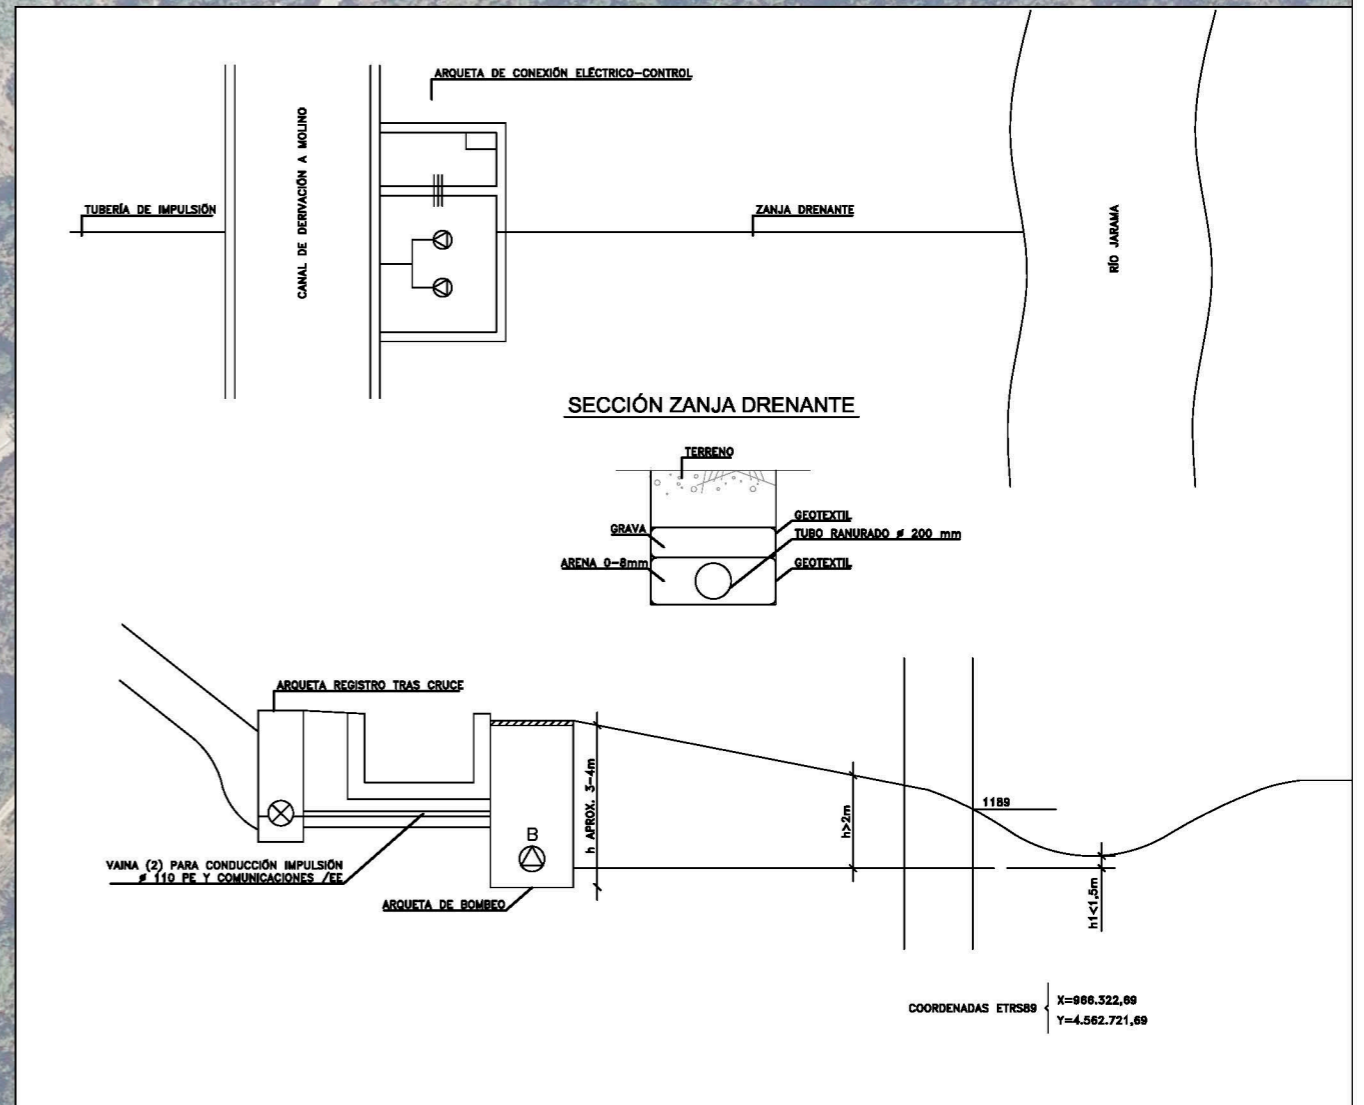 ARQUETA DE CONEXIÓN ELÉCTRICO-CONTROL
CANAL DE DERIVACIÓN A MOLINO
TUBERÍA DE IMPULSIÓN
ZANJA DRENANTE
RÍO JARAMA
SECCIÓN ZANJA DRENANTE
TERRENO
GEOTEXTIL
GRAVA
TUBO RANURADO ø 200 mm
ARENA 0-8mm
GEOTEXTIL
ARQUETA REGISTRO TRAS CRUCE
h APROX. 3-4m
h>2m
1189
B
VAINA (2) PARA CONDUCCIÓN IMPULSIÓN
ø 110 PE Y COMUNICACIONES /EE
ARQUETA DE BOMBEO
h1<1,5m
COORDENADAS ETRS89
X=966.322,69
Y=4.562.721,69